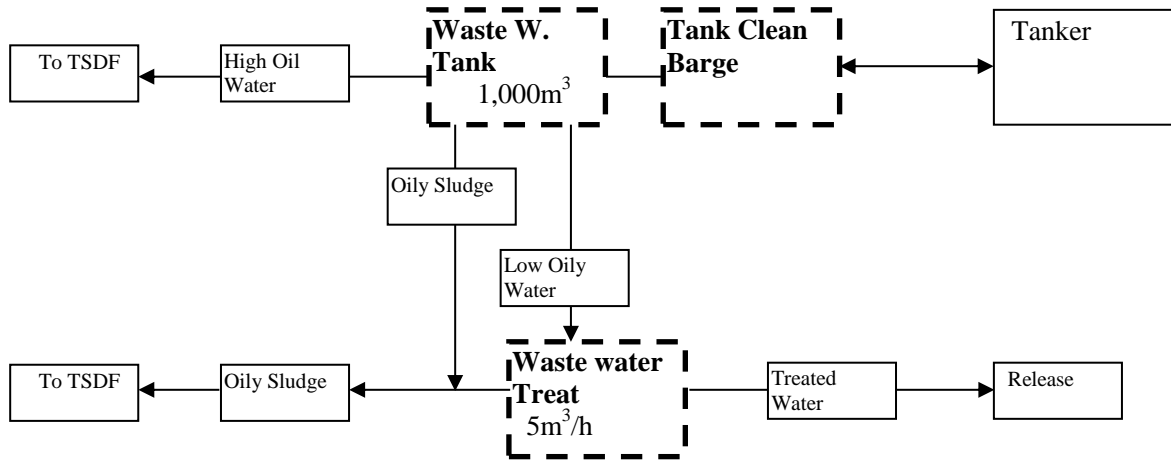 To TSDF
High Oil
Water
Waste W.
Tank
1,000m³
Tank Clean
Barge
Tanker
Oily Sludge
Low Oily
Water
To TSDF
Oily Sludge
Waste water
Treat
5m³/h
Treated
Water
Release